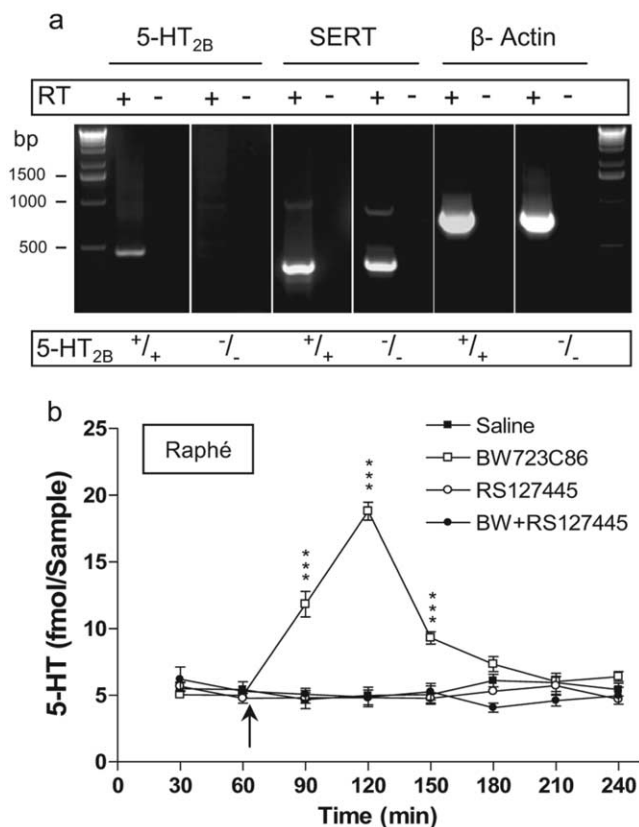 a
5-HT2B SERT β- Actin
RT + - + - + - + - + - + -
bp
1500
1000
500
5-HT2B +/+ -/- +/+ -/- +/+ -/-
b
Raphé
Saline
BW723C86
RS127445
BW+RS127445
***
***
***
5-HT (fmol/Sample)
25
20
15
10
5
0
0 30 60 90 120 150 180 210 240
Time (min)